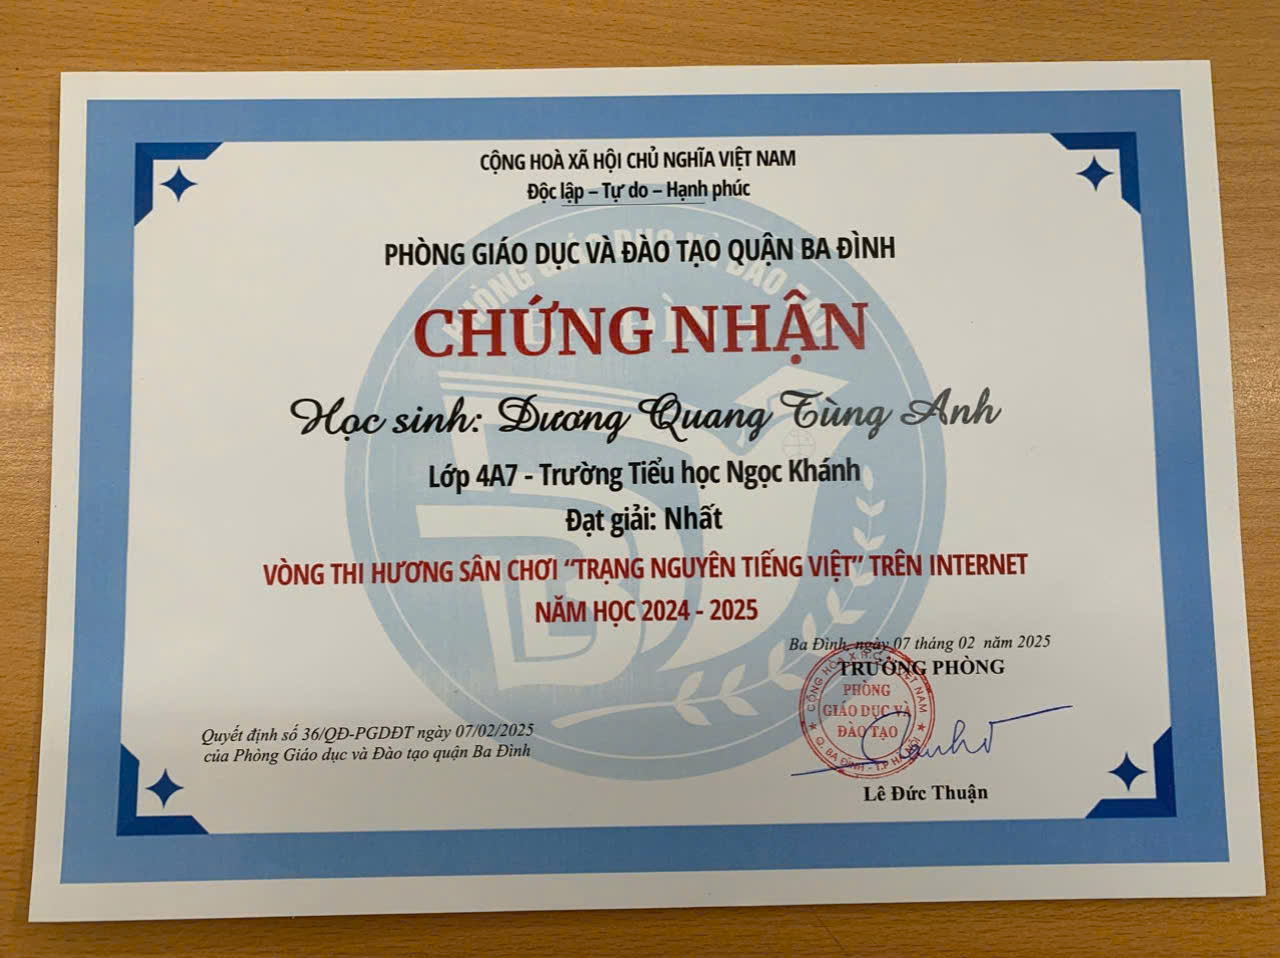 CỘNG HOÀ XÃ HỘI CHỦ NGHĨA VIỆT NAM
Độc lập – Tự do – Hạnh phúc
PHÒNG GIÁO DỤC VÀ ĐÀO TẠO QUẬN BA ĐÌNH
CHỨNG NHẬN
Học sinh: Dương Quang Tùng Anh
Lớp 4A7 - Trường Tiểu học Ngọc Khánh
Đạt giải: Nhất
VÒNG THI HƯƠNG SÂN CHƠI “TRẠNG NGUYÊN TIẾNG VIỆT” TRÊN INTERNET
NĂM HỌC 2024 - 2025
Ba Đình, ngày 07 tháng 02 năm 2025
TRƯỞNG PHÒNG
PHÒNG
GIÁO DỤC VÀ
ĐÀO TẠO
Q. BA ĐÌNH - T.P HÀ NỘI
Quyết định số 36/QĐ-PGDĐT ngày 07/02/2025
của Phòng Giáo dục và Đào tạo quận Ba Đình
Lê Đức Thuận